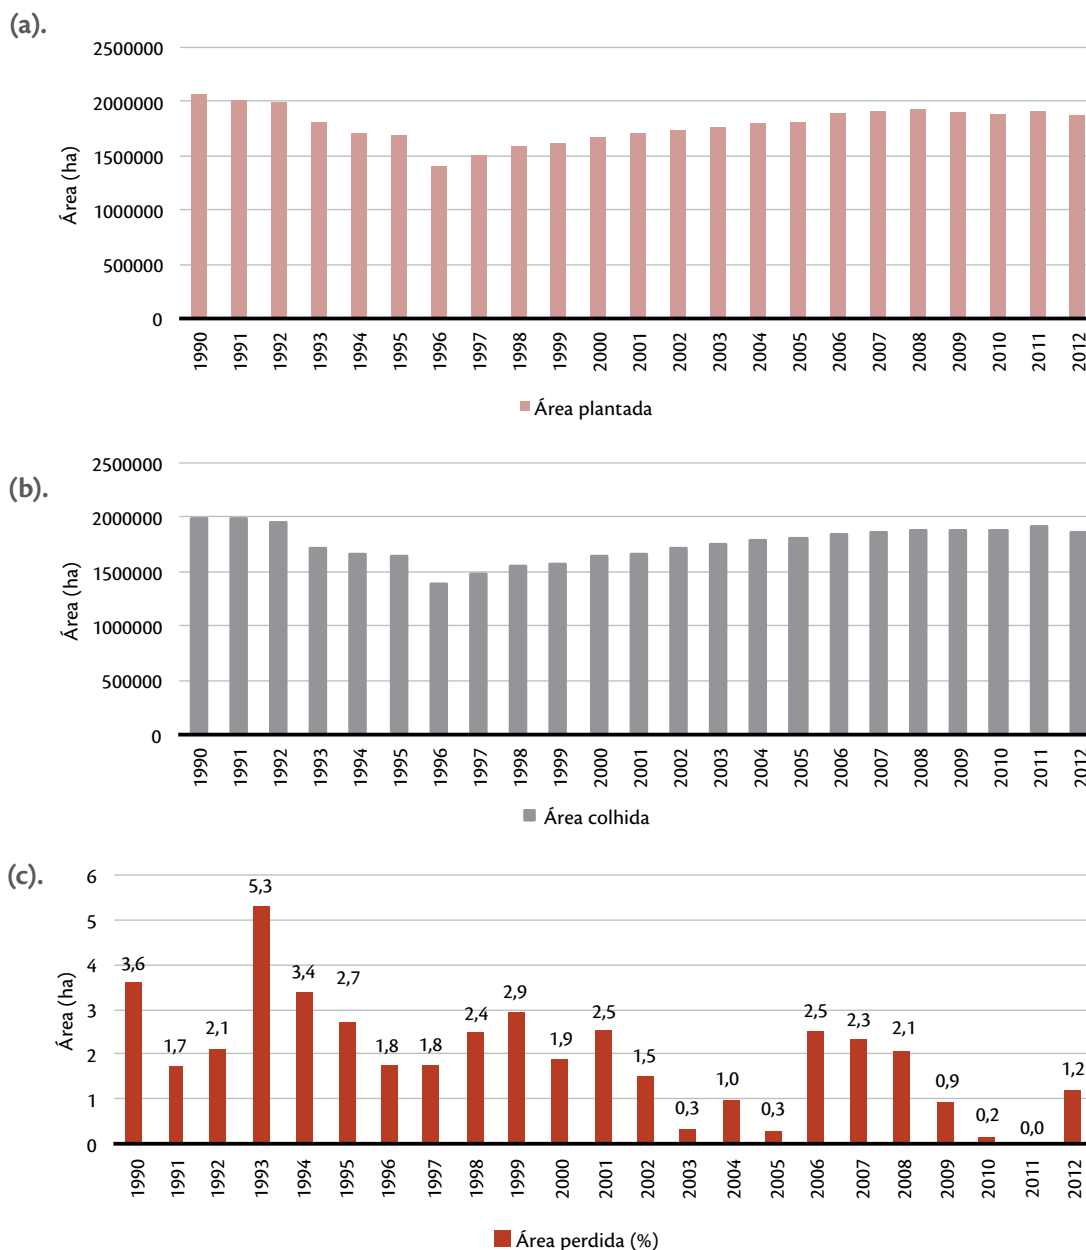 (a).
2500000
2000000
1500000
1000000
500000
0
Área (ha)
1990 1991 1992 1993 1994 1995 1996 1997 1998 1999 2000 2001 2002 2003 2004 2005 2006 2007 2008 2009 2010 2011 2012
Área plantada
(b).
2500000
2000000
1500000
1000000
500000
0
Área (ha)
1990 1991 1992 1993 1994 1995 1996 1997 1998 1999 2000 2001 2002 2003 2004 2005 2006 2007 2008 2009 2010 2011 2012
Área colhida
(c).
6
5
4
3
2
1
0
Área (ha)
3,6 1,7 2,1 5,3 3,4 2,7 1,8 1,8 2,4 2,9 1,9 2,5 1,5 0,3 1,0 0,3 2,5 2,3 2,1 0,9 0,2 0,0 1,2
1990 1991 1992 1993 1994 1995 1996 1997 1998 1999 2000 2001 2002 2003 2004 2005 2006 2007 2008 2009 2010 2011 2012
Área perdida (%)